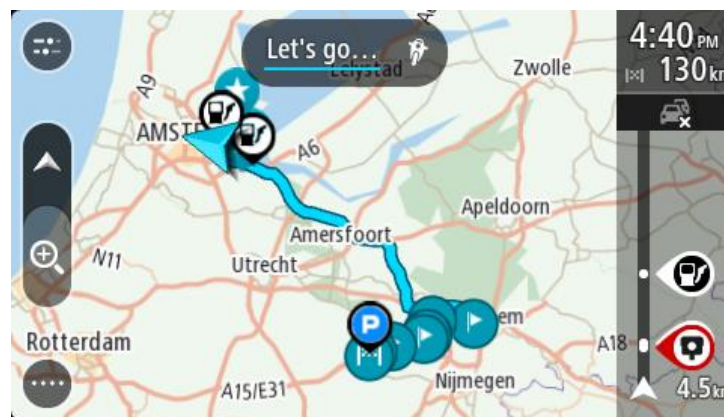 Let's go...
4:40 PM
130 km
Lelystad
Zwolle
A9
AMST
A6
Apeldoorn
Amersfoort
N11
Utrecht
P
em
Rotterdam
A18
A15/E31
Nijmegen
4.5 km